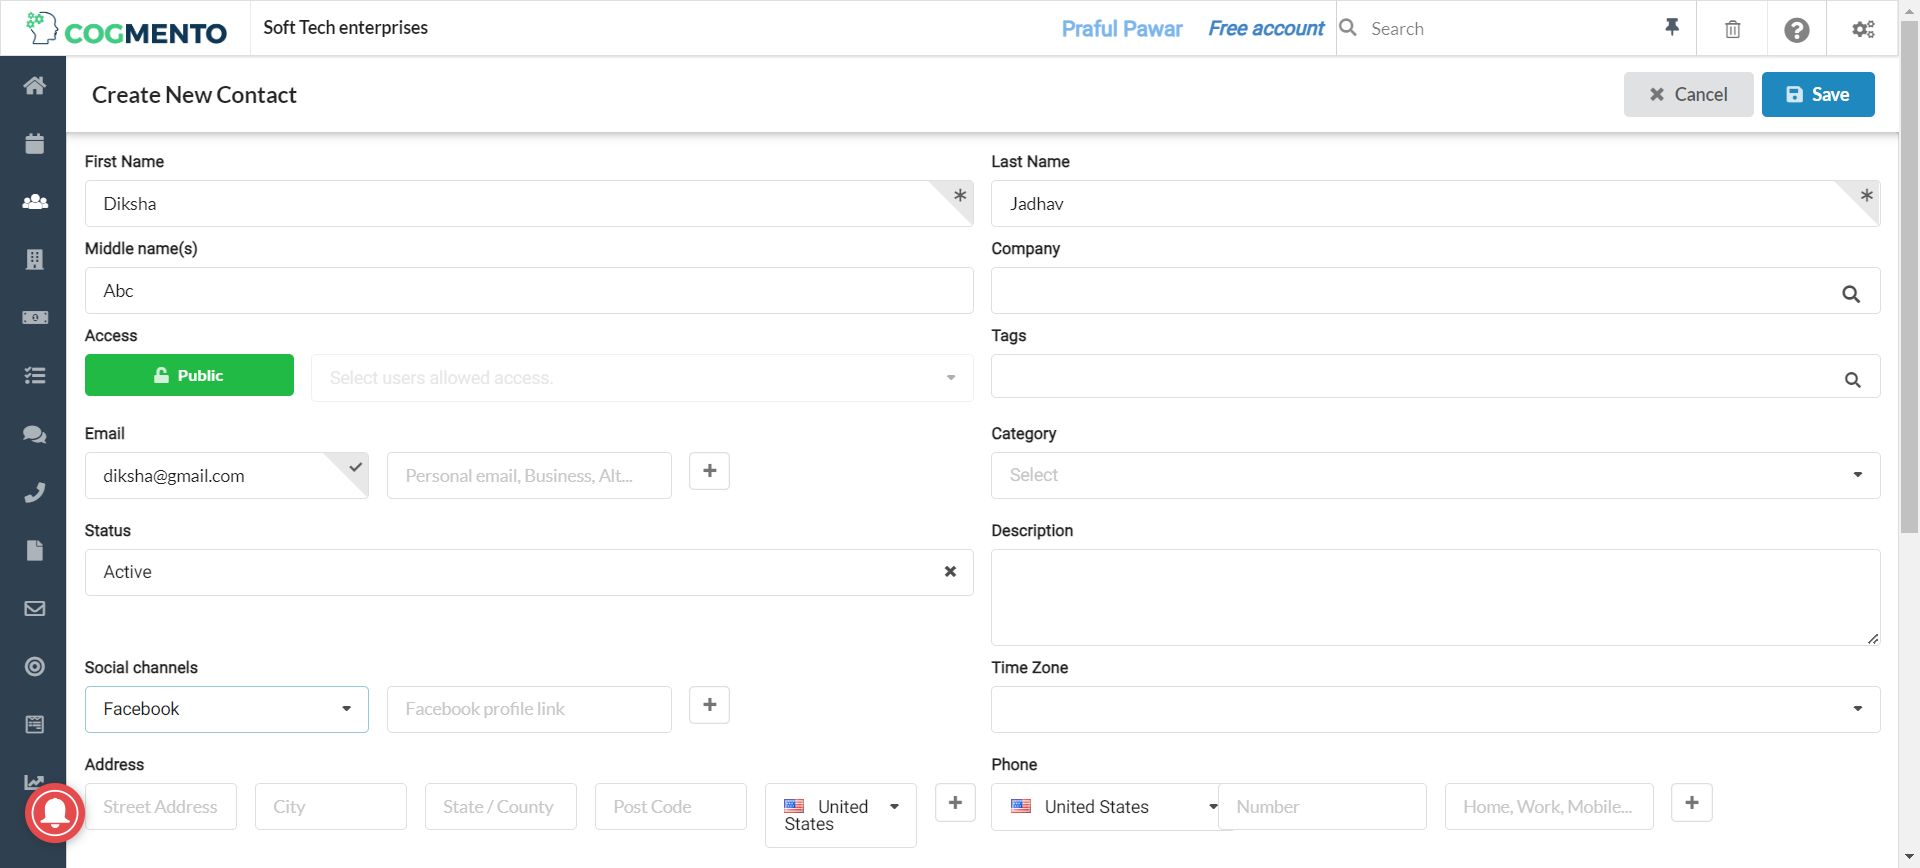 COGMENTO
Soft Tech enterprises
Praful Pawar
Free account
Search
Create New Contact
Cancel
Save
First Name
Last Name
Diksha
*
Jadhav
*
Middle name(s)
Company
Abc
Access
Tags
Public
Select users allowed access.
Email
Category
diksha@gmail.com
Personal email, Business, Alt...
Select
Status
Description
Active
Social channels
Time Zone
Facebook
Facebook profile link
Address
Phone
Street Address
City
State / County
Post Code
United
States
United States
Number
Home, Work, Mobile...